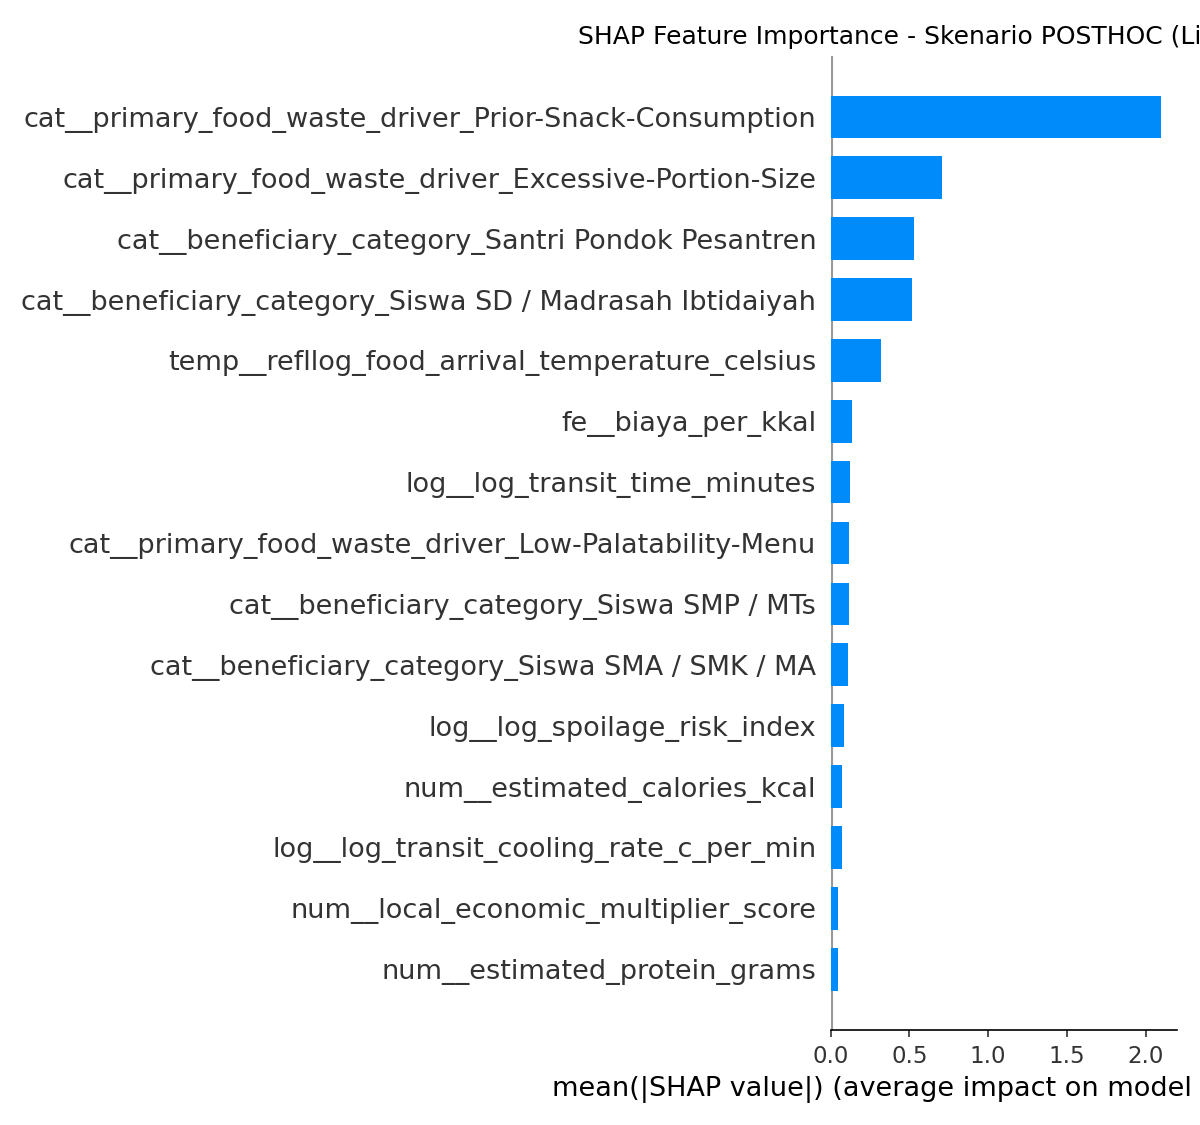 SHAP Feature Importance - Skenario POSTHOC (Li
cat__primary_food_waste_driver_Prior-Snack-Consumption
cat__primary_food_waste_driver_Excessive-Portion-Size
cat__beneficiary_category_Santri Pondok Pesantren
cat__beneficiary_category_Siswa SD / Madrasah Ibtidaiyah
temp__refllog_food_arrival_temperature_celsius
fe__biaya_per_kkal
log__log_transit_time_minutes
cat__primary_food_waste_driver_Low-Palatability-Menu
cat__beneficiary_category_Siswa SMP / MTs
cat__beneficiary_category_Siswa SMA / SMK / MA
log__log_spoilage_risk_index
num__estimated_calories_kcal
log__log_transit_cooling_rate_c_per_min
num__local_economic_multiplier_score
num__estimated_protein_grams
0.0 0.5 1.0 1.5 2.0
mean(|SHAP value|) (average impact on model